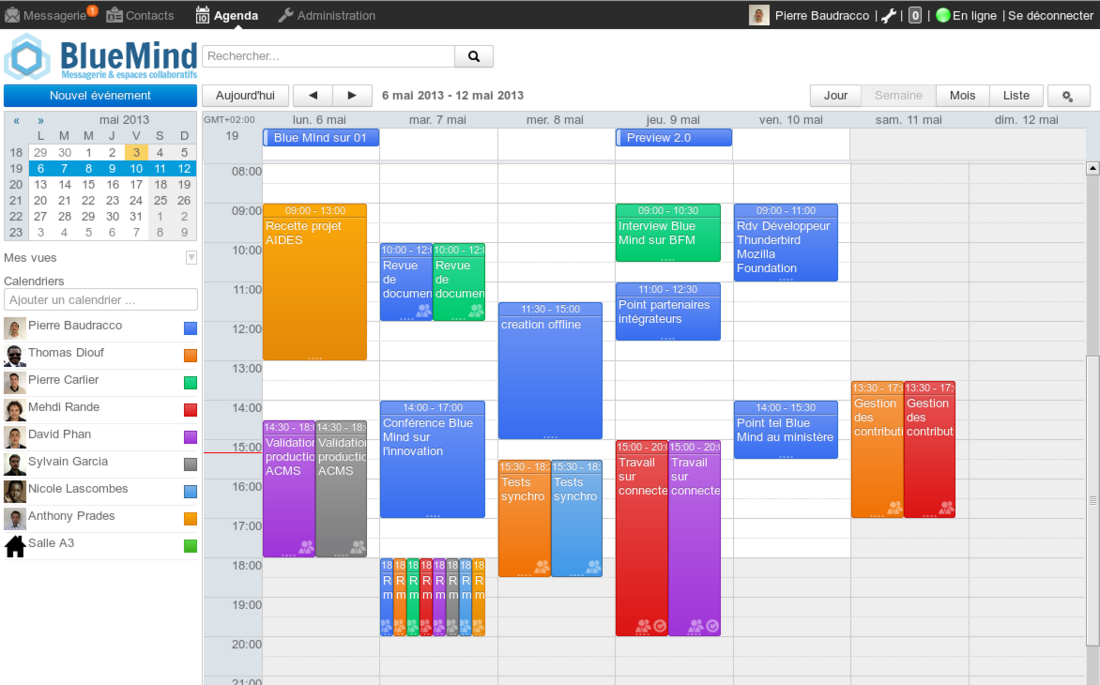 Messagerie 1 Contacts Agenda Administration Pierre Baudracco | | 0 | En ligne | Se déconnecter
BlueMind
Messagerie & espaces collaboratifs
Rechercher...
Nouvel événement
Aujourd'hui ◄ ► 6 mai 2013 - 12 mai 2013 Jour Semaine Mois Liste
« » mai 2013
L M M J V S D
18 29 30 1 2 3 4 5
19 6 7 8 9 10 11 12
20 13 14 15 16 17 18 19
21 20 21 22 23 24 25 26
22 27 28 29 30 31 1 2
23 3 4 5 6 7 8 9
Mes vues
Calendriers
Ajouter un calendrier ...
Pierre Baudracco
Thomas Diouf
Pierre Carlier
Mehdi Rande
David Phan
Sylvain Garcia
Nicole Lascombes
Anthony Prades
Salle A3
GMT+02:00 lun. 6 mai mar. 7 mai mer. 8 mai jeu. 9 mai ven. 10 mai sam. 11 mai dim. 12 mai
19 Blue MInd sur 01 Preview 2.0
08:00
09:00
10:00
11:00
12:00
13:00
14:00
15:00
16:00
17:00
18:00
19:00
20:00
21:00
09:00 - 13:00
Recette projet
AIDES
14:30 - 18:
Validation
productio
ACMS
14:30 - 18:
Validation
productio
ACMS
10:00 - 12:
Revue
de
documen
10:00 - 12:
Revue
de
documen
14:00 - 17:00
Conférence Blue
Mind sur
l'innovation
18 18 18 18 18 18 18 18
R R R R R R R R
m m m m m m m m
11:30 - 15:00
creation offline
15:30 - 18:
Tests
synchro
15:30 - 18:
Tests
synchro
09:00 - 10:30
Interview Blue
Mind sur BFM
11:00 - 12:30
Point partenaires
intégrateurs
15:00 - 20:
Travail
sur
connecte
15:00 - 20:
Travail
sur
connecte
09:00 - 11:00
Rdv Développeur
Thunderbird
Mozilla
Foundation
14:00 - 15:30
Point tel Blue
Mind au ministère
13:30 - 17:
Gestion
des
contributi
13:30 - 17:
Gestion
des
contribut